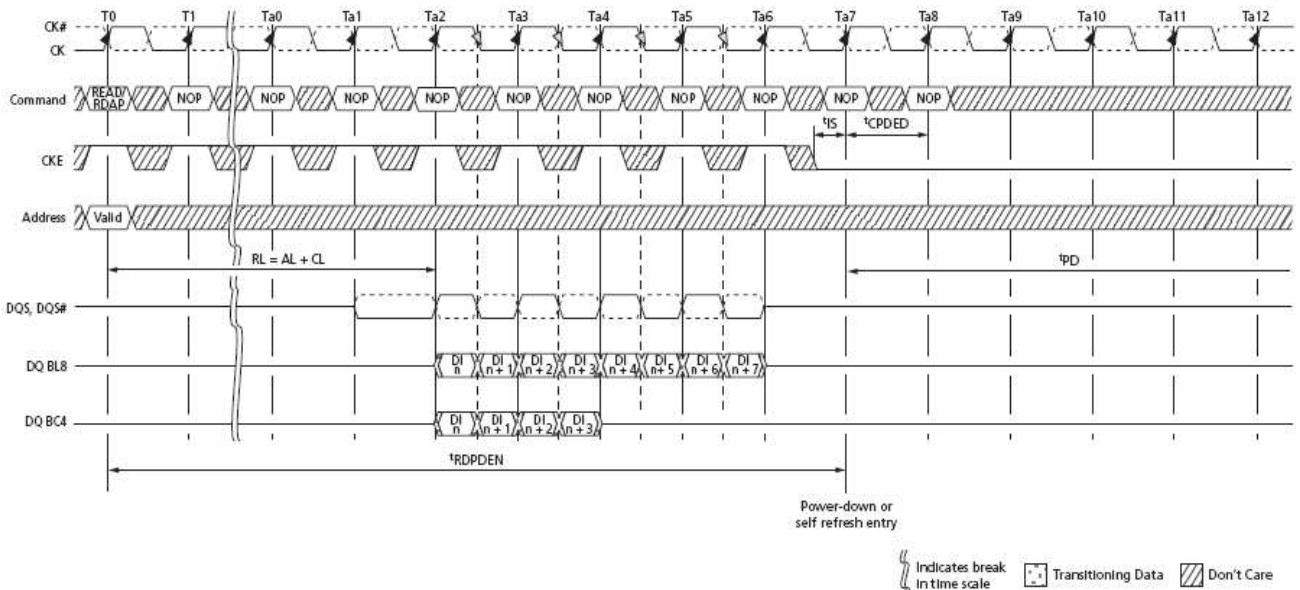 T0 T1 Ta0 Ta1 Ta2 Ta3 Ta4 Ta5 Ta6 Ta7 Ta8 Ta9 Ta10 Ta11 Ta12
CK#
CK
Command READ/ RDAP NOP NOP NOP NOP NOP NOP NOP NOP NOP NOP
tIS tCPDED
CKE
Address Valid
RL = AL + CL tPD
DQS, DQS#
DQ BL8 DI n DI n + 1 DI n + 2 DI n + 3 DI n + 4 DI n + 5 DI n + 6 DI n + 7
DQ BC4 DI n DI n + 1 DI n + 2 DI n + 3
tRDPDEN
Power-down or
self refresh entry
Indicates break
in time scale
Transitioning Data
Don't Care